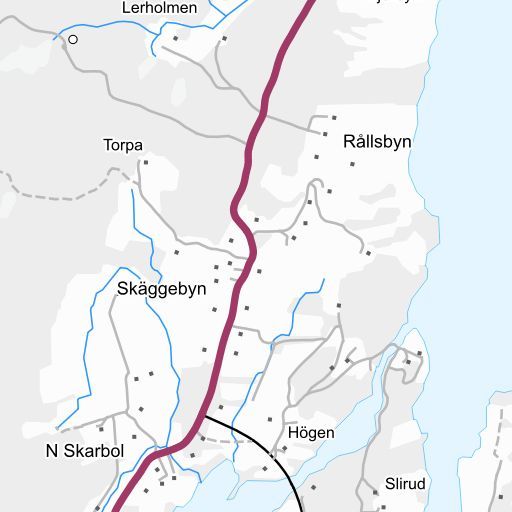 Lerholmen
Torpa
Rållsbyn
Skäggebyn
Högen
N Skarbol
Slirud